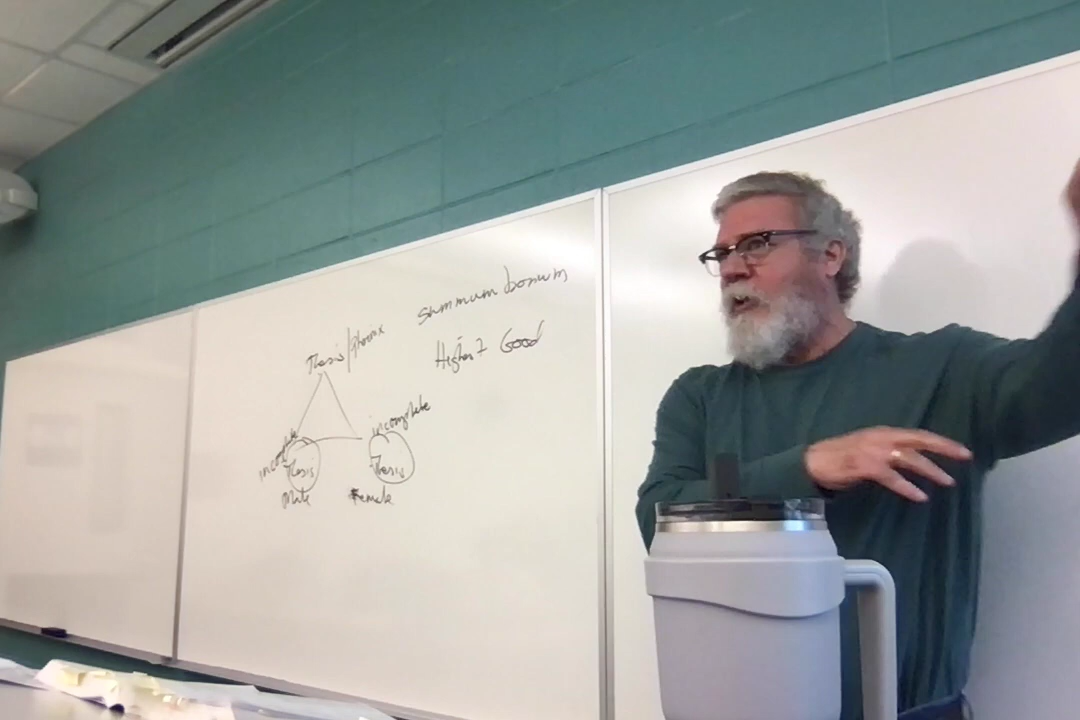 summum bonum
Highest Good
Thesis/phoenix
incomplete
incomplete
Thesis
Thesis
Male
Female